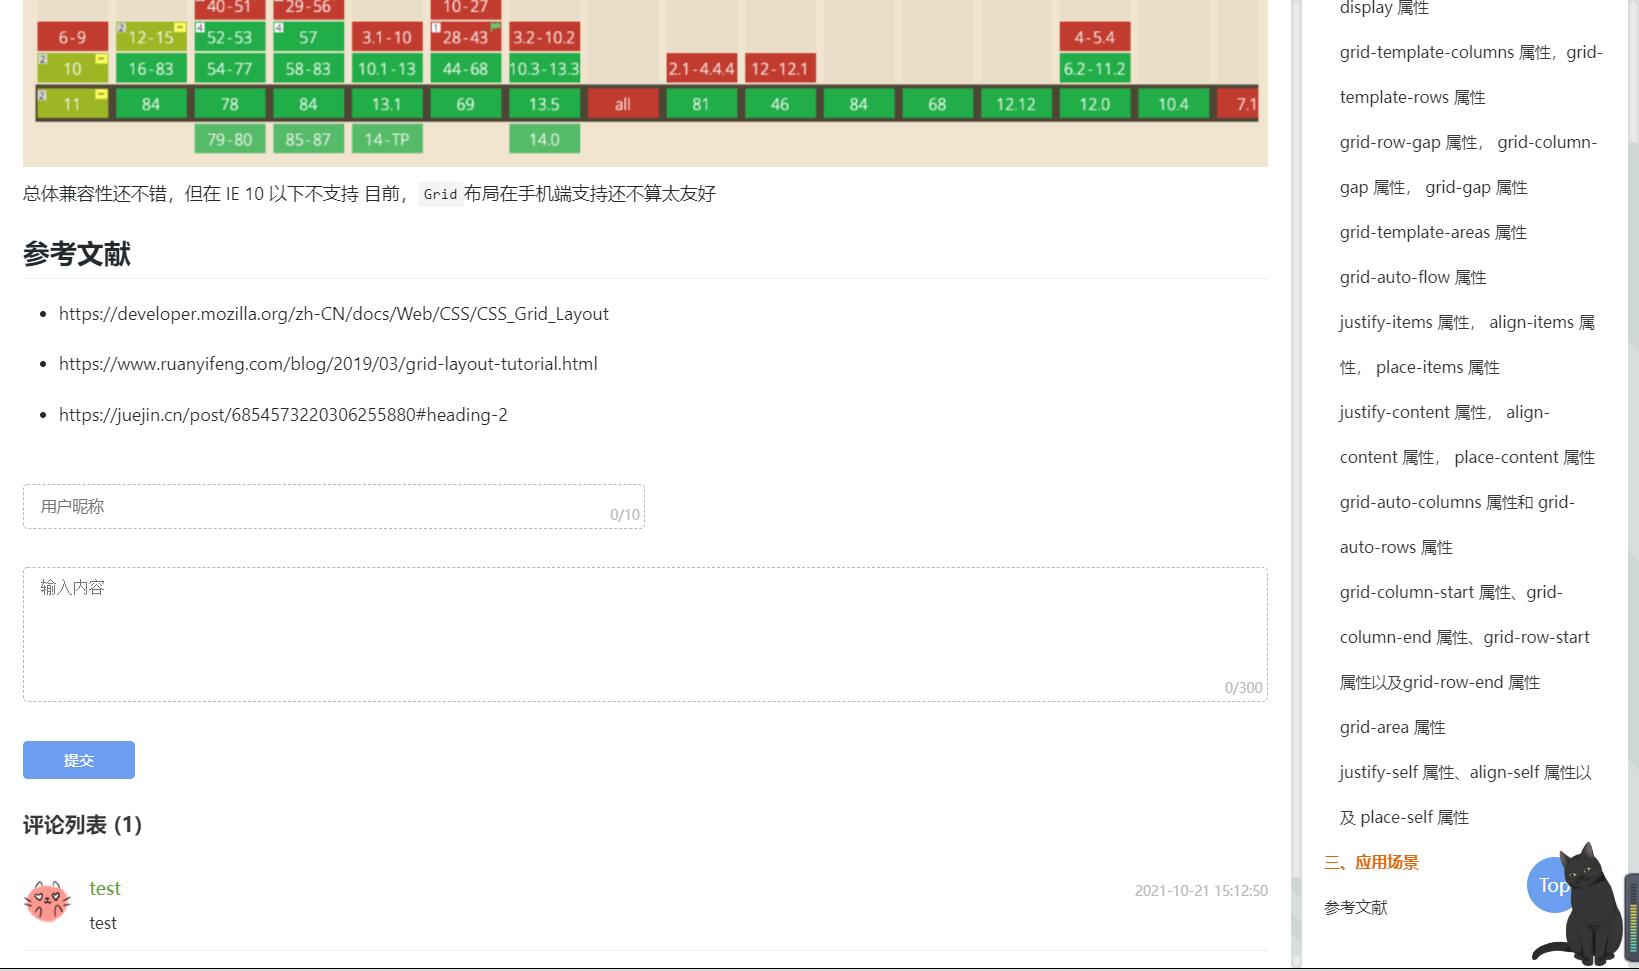 40-51 29-56 10-27
6-9 12-15 52-53 57 3.1-10 28-43 3.2-10.2 4-5.4
10 16-83 54-77 58-83 10.1-13 44-68 10.3-13.3 2.1-4.4.4 12-12.1 6.2-11.2
11 84 78 84 13.1 69 13.5 all 81 46 84 68 12.12 12.0 10.4 7.1
79-80 85-87 14-TP 14.0
总体兼容性还不错，但在 IE 10 以下不支持 目前，Grid布局在手机端支持还不算太友好
参考文献
https://developer.mozilla.org/zh-CN/docs/Web/CSS/CSS_Grid_Layout
https://www.ruanyifeng.com/blog/2019/03/grid-layout-tutorial.html
https://juejin.cn/post/6854573220306255880#heading-2
用户昵称
0/10
输入内容
0/300
提交
评论列表 (1)
test
2021-10-21 15:12:50
test
display 属性
grid-template-columns 属性，grid-
template-rows 属性
grid-row-gap 属性， grid-column-
gap 属性， grid-gap 属性
grid-template-areas 属性
grid-auto-flow 属性
justify-items 属性， align-items 属
性， place-items 属性
justify-content 属性， align-
content 属性， place-content 属性
grid-auto-columns 属性和 grid-
auto-rows 属性
grid-column-start 属性、grid-
column-end 属性、grid-row-start
属性以及grid-row-end 属性
grid-area 属性
justify-self 属性、align-self 属性以
及 place-self 属性
三、应用场景
参考文献
Top